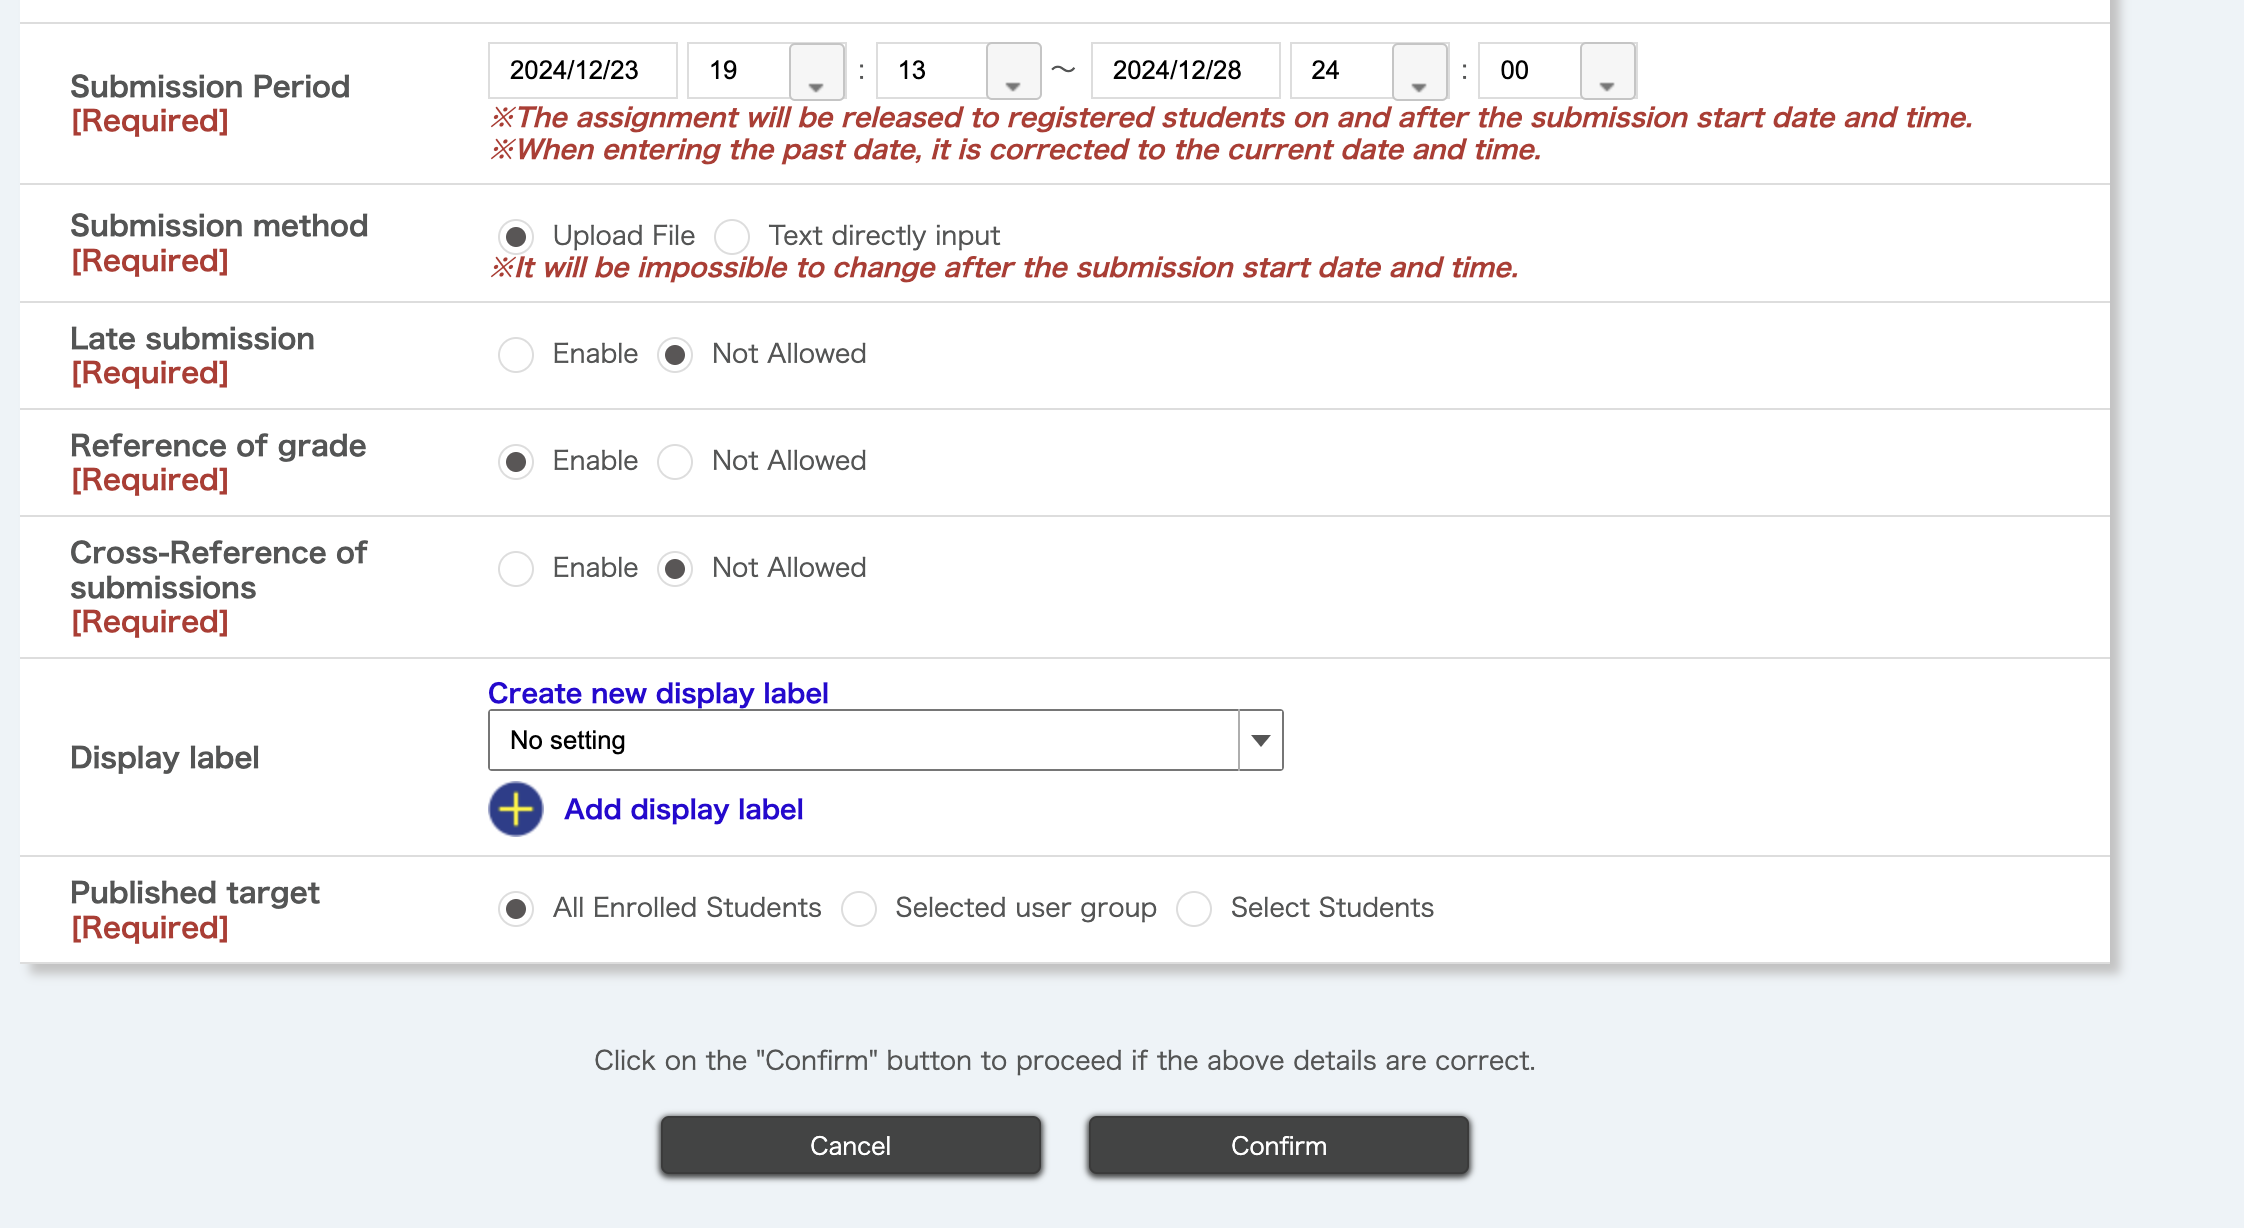 Submission Period
[Required]
2024/12/23 19 : 13 ～ 2024/12/28 24 : 00
※The assignment will be released to registered students on and after the submission start date and time.
※When entering the past date, it is corrected to the current date and time.
Submission method
[Required]
Upload File Text directly input
※It will be impossible to change after the submission start date and time.
Late submission
[Required]
Enable Not Allowed
Reference of grade
[Required]
Enable Not Allowed
Cross-Reference of
submissions
[Required]
Enable Not Allowed
Display label
Create new display label
No setting
Add display label
Published target
[Required]
All Enrolled Students Selected user group Select Students
Click on the "Confirm" button to proceed if the above details are correct.
Cancel Confirm